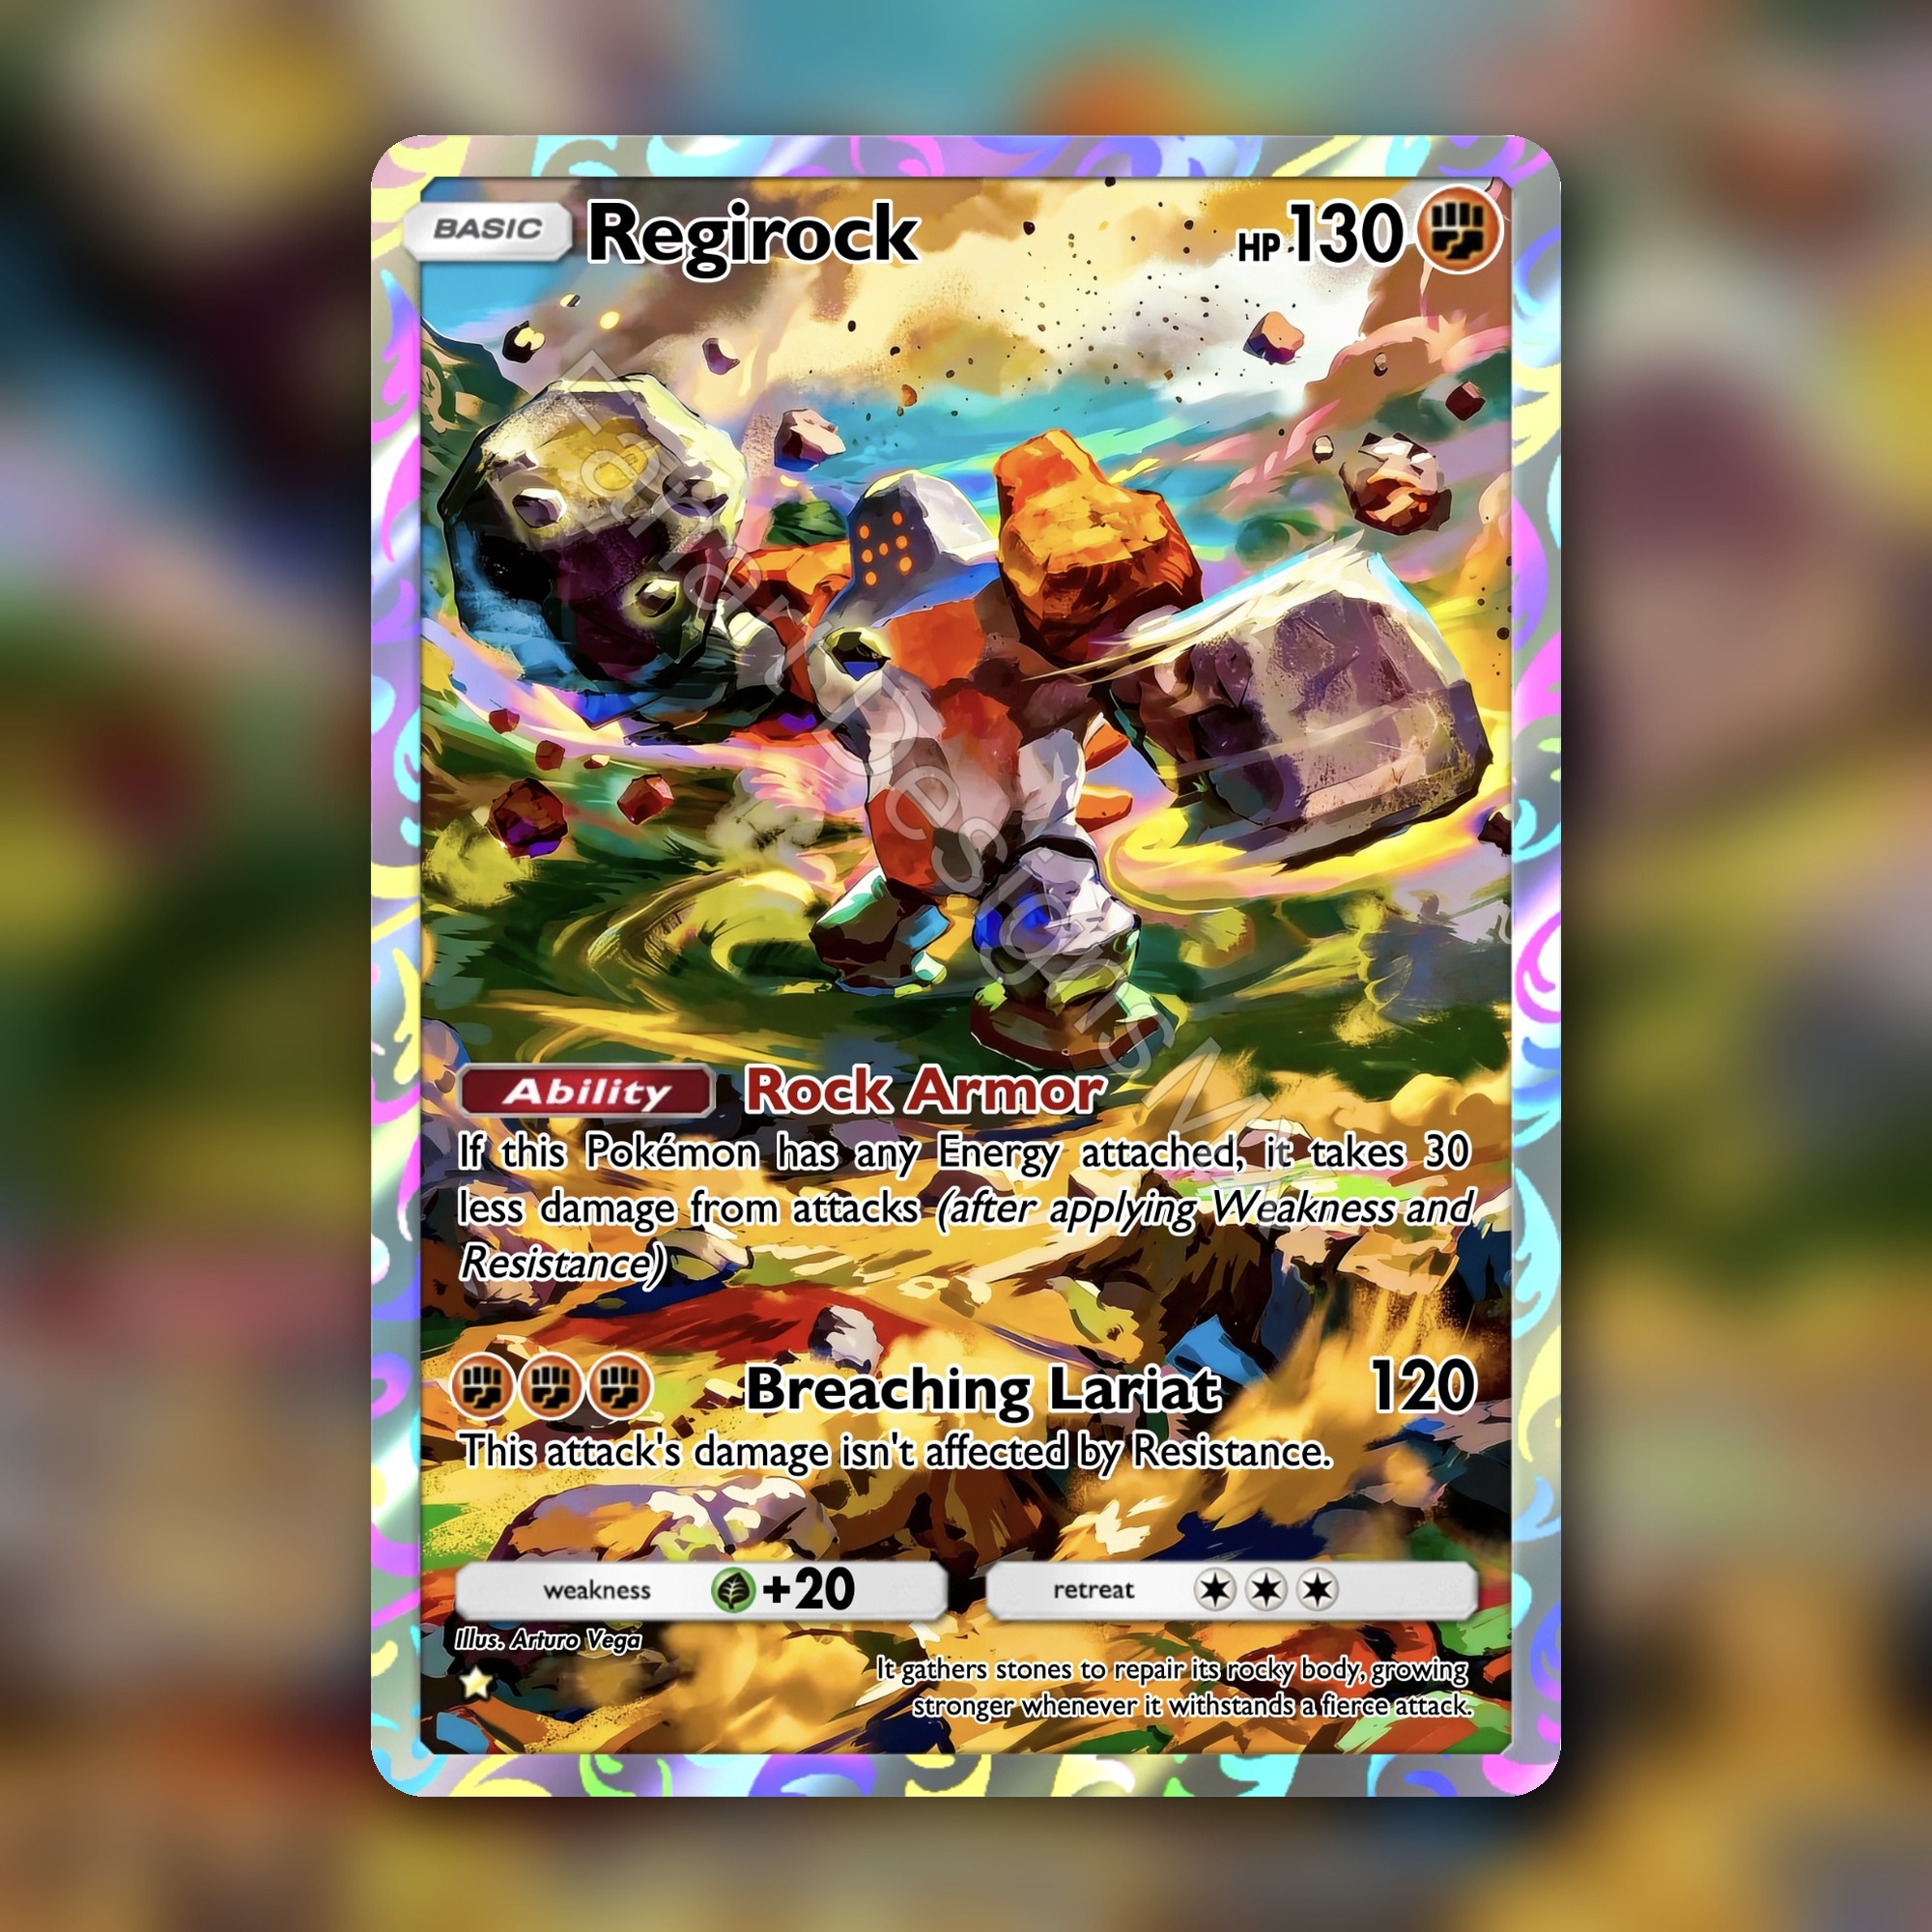 BASIC Regirock HP 130
Ability Rock Armor
If this Pokémon has any Energy attached, it takes 30
less damage from attacks (after applying Weakness and
Resistance)
Breaching Lariat 120
This attack's damage isn't affected by Resistance.
weakness +20 retreat
Illus. Arturo Vega
It gathers stones to repair its rocky body, growing
stronger whenever it withstands a fierce attack.